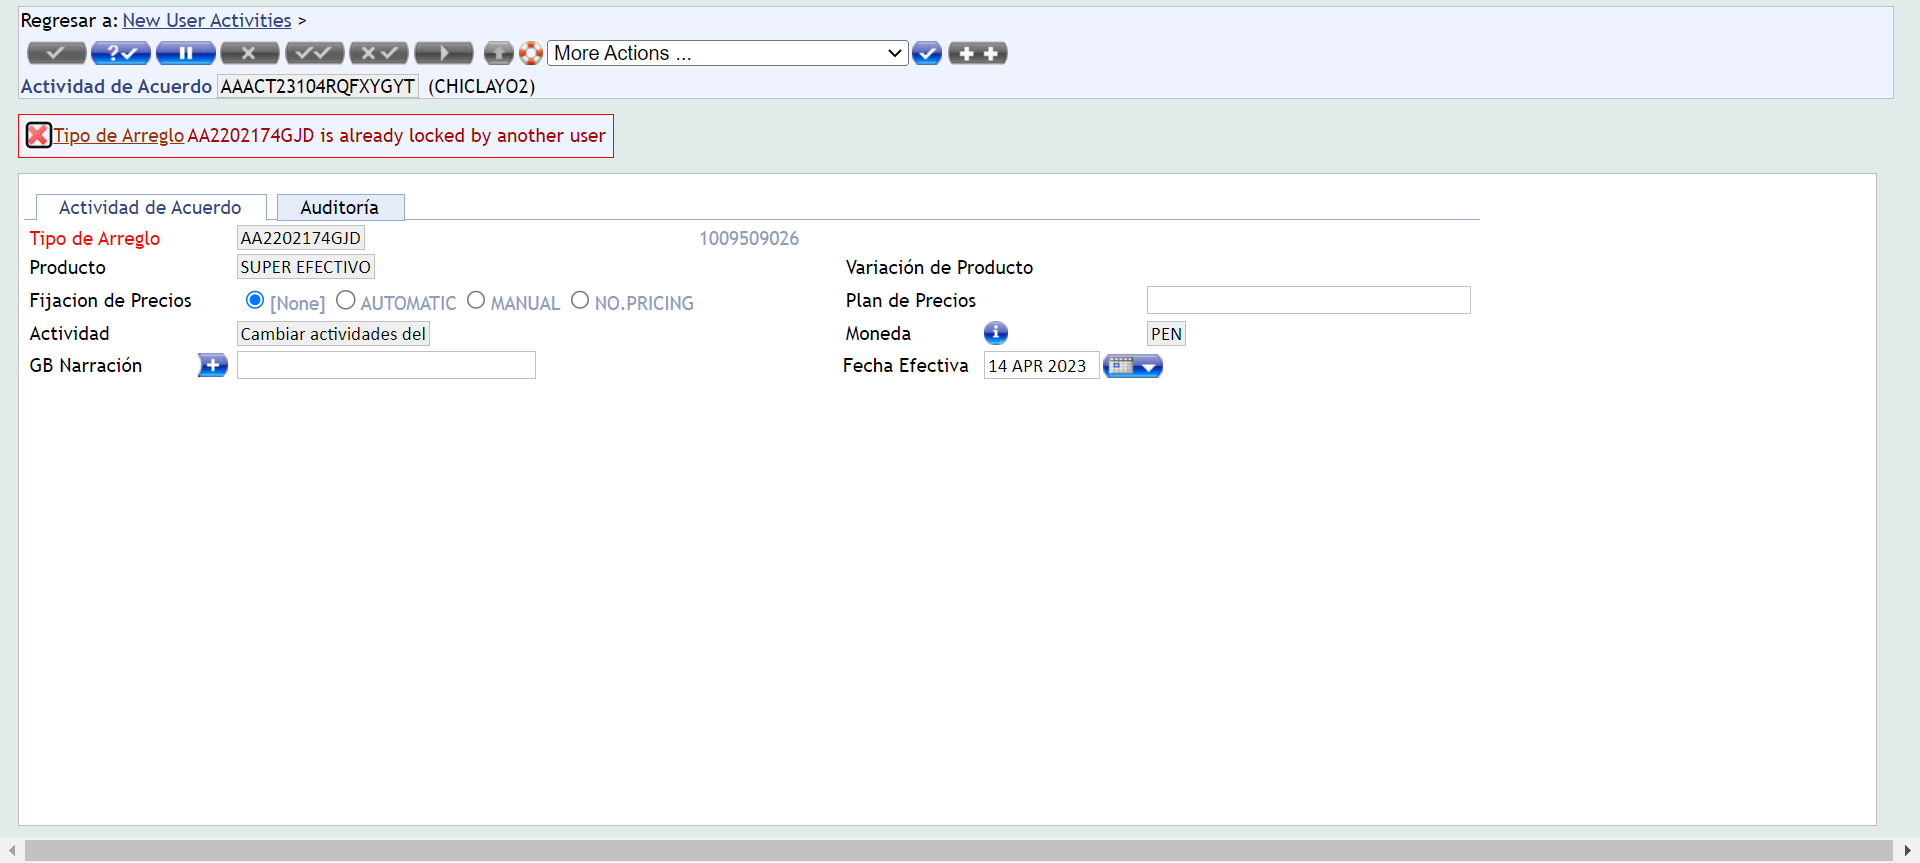 Regresar a: New User Activities >
More Actions ...
Actividad de Acuerdo AAACT23104RQFXYGYT (CHICLAYO2)
Tipo de Arreglo AA2202174GJD is already locked by another user
Actividad de Acuerdo Auditoría
Tipo de Arreglo AA2202174GJD 1009509026
Producto SUPER EFECTIVO Variación de Producto
Fijacion de Precios [None] AUTOMATIC MANUAL NO.PRICING Plan de Precios
Actividad Cambiar actividades del Moneda PEN
GB Narración Fecha Efectiva 14 APR 2023